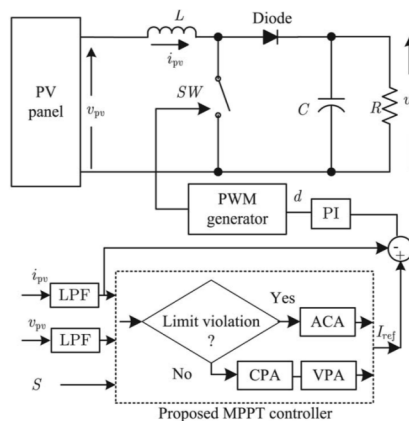 L
Diode
i_pv
PV
panel
v_pv
SW
C
R
v
PWM
generator
d
PI
-
+
i_pv
LPF
v_pv
LPF
S
Limit violation
?
Yes
ACA
I_ref
No
CPA
VPA
Proposed MPPT controller